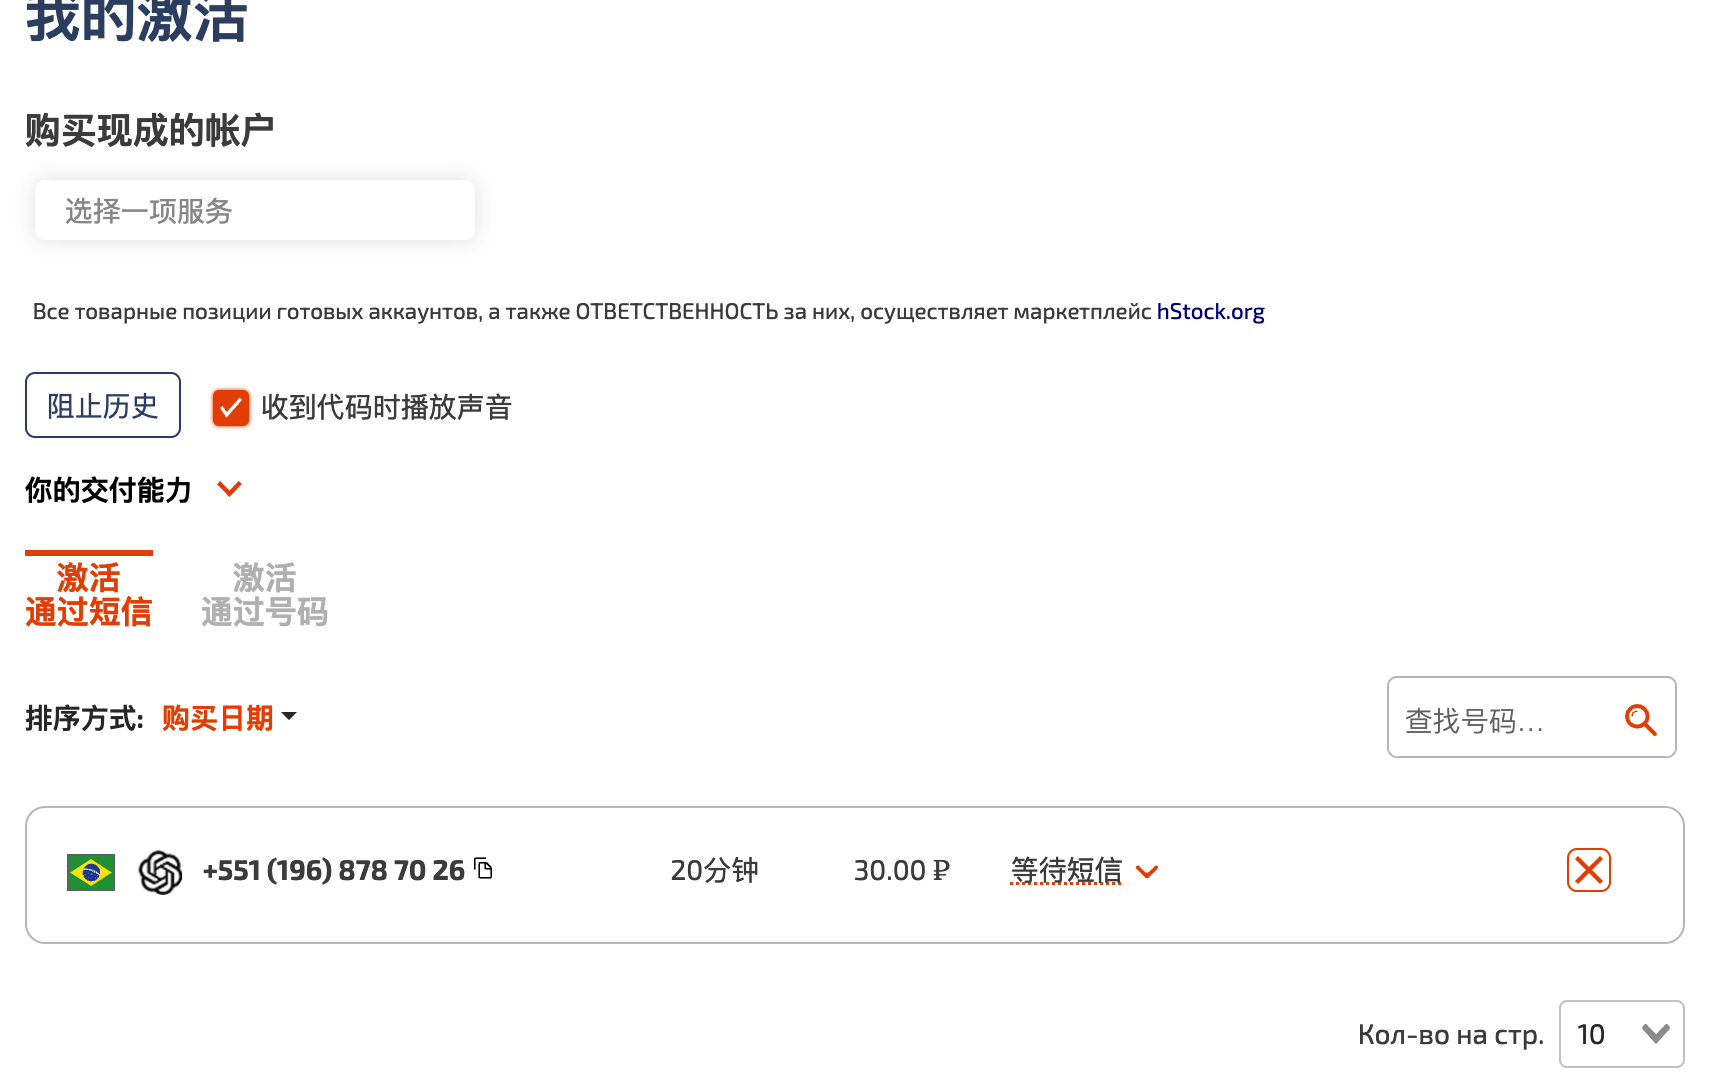 我的激活
购买现成的帐户
选择一项服务
Все товарные позиции готовых аккаунтов, а также ОТВЕТСТВЕННОСТЬ за них, осуществляет маркетплейс hStock.org
阻止历史 收到代码时播放声音
你的交付能力
激活 激活
通过短信 通过号码
排序方式: 购买日期 查找号码...
+551 (196) 878 70 26 20分钟 30.00 ₽ 等待短信
Кол-во на стр. 10